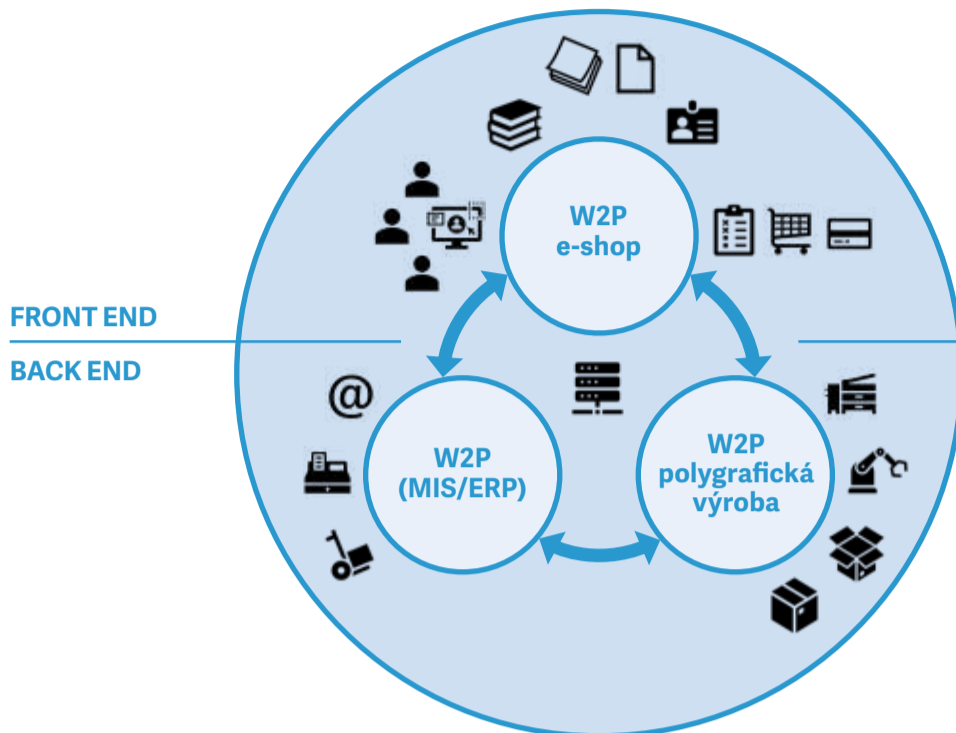 W2P
e-shop
FRONT END
BACK END
@
W2P
(MIS/ERP)
W2P
polygrafická
výroba